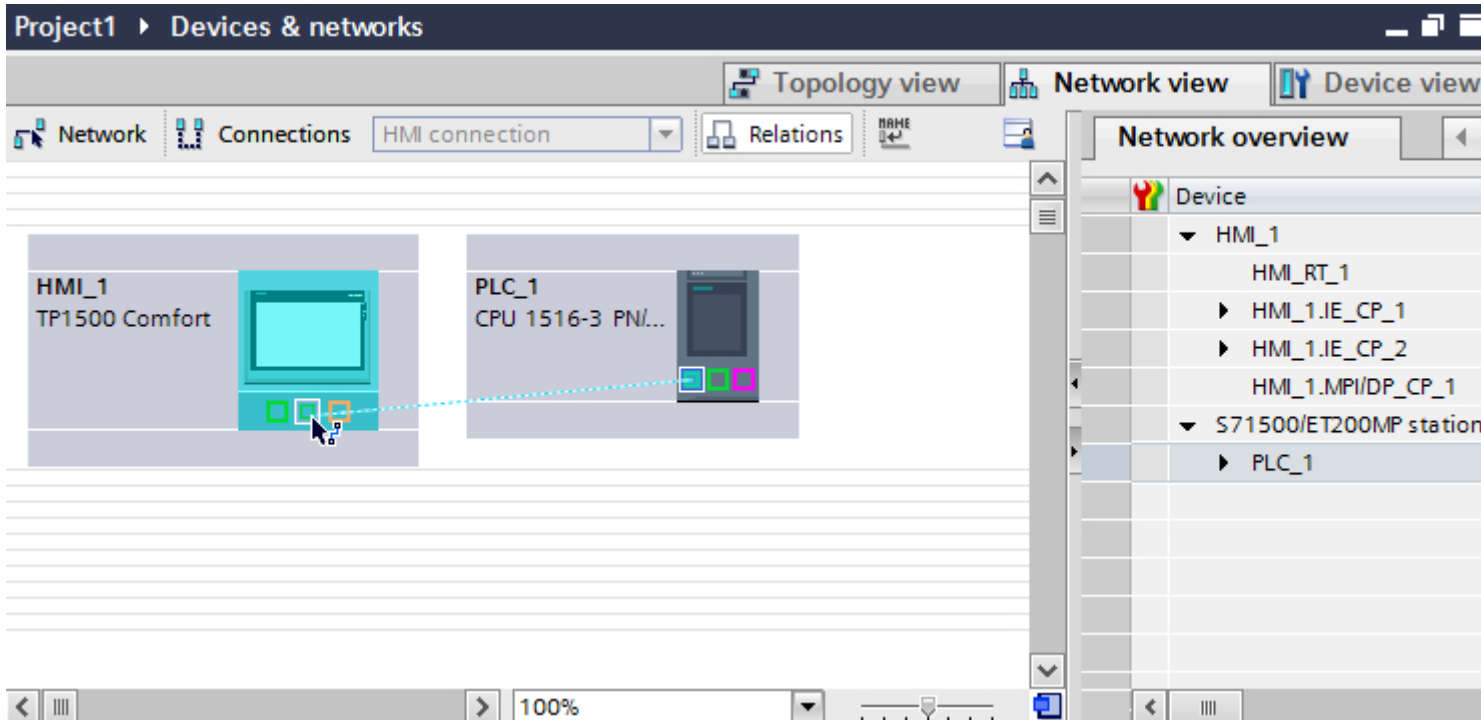 Project1 ▸ Devices & networks
Topology view Network view Device view
Network Connections HMI connection Relations NAME
Network overview
Device
HMI_1
HMI_RT_1
HMI_1.IE_CP_1
HMI_1.IE_CP_2
HMI_1.MPI/DP_CP_1
S71500/ET200MP station
PLC_1
HMI_1
TP1500 Comfort
PLC_1
CPU 1516-3 PN/...
100%